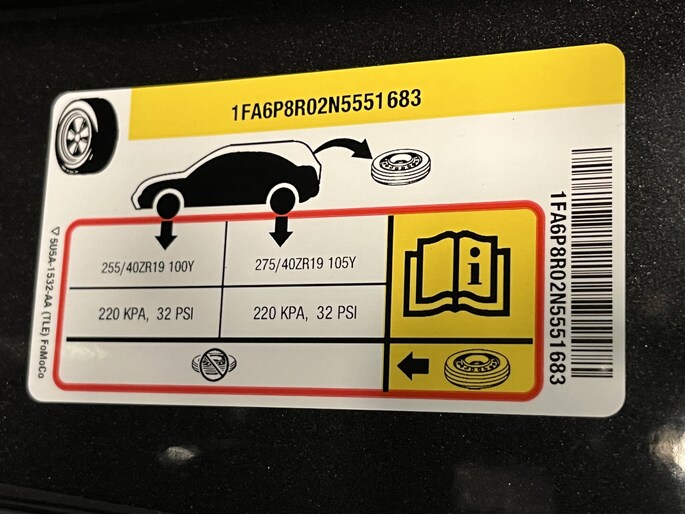 1FA6P8R02N5551683
255/40ZR19 100Y
275/40ZR19 105Y
220 KPA, 32 PSI
220 KPA, 32 PSI
i
5U5A-1532-AA (TLE) FoMoCo
1FA6P8R02N5551683